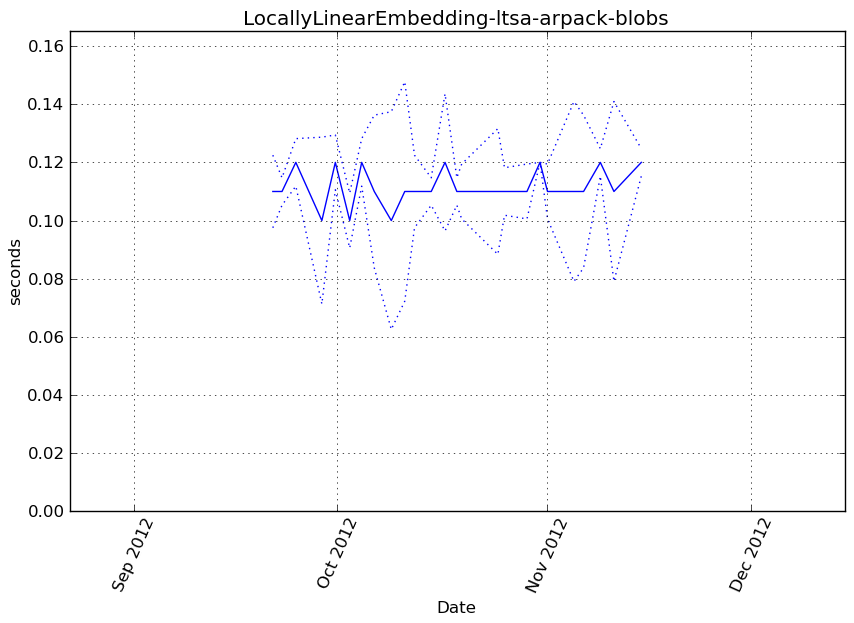 LocallyLinearEmbedding-ltsa-arpack-blobs
0.16
0.14
0.12
0.10
0.08
0.06
0.04
0.02
0.00
seconds
Sep 2012
Oct 2012
Nov 2012
Dec 2012
Date